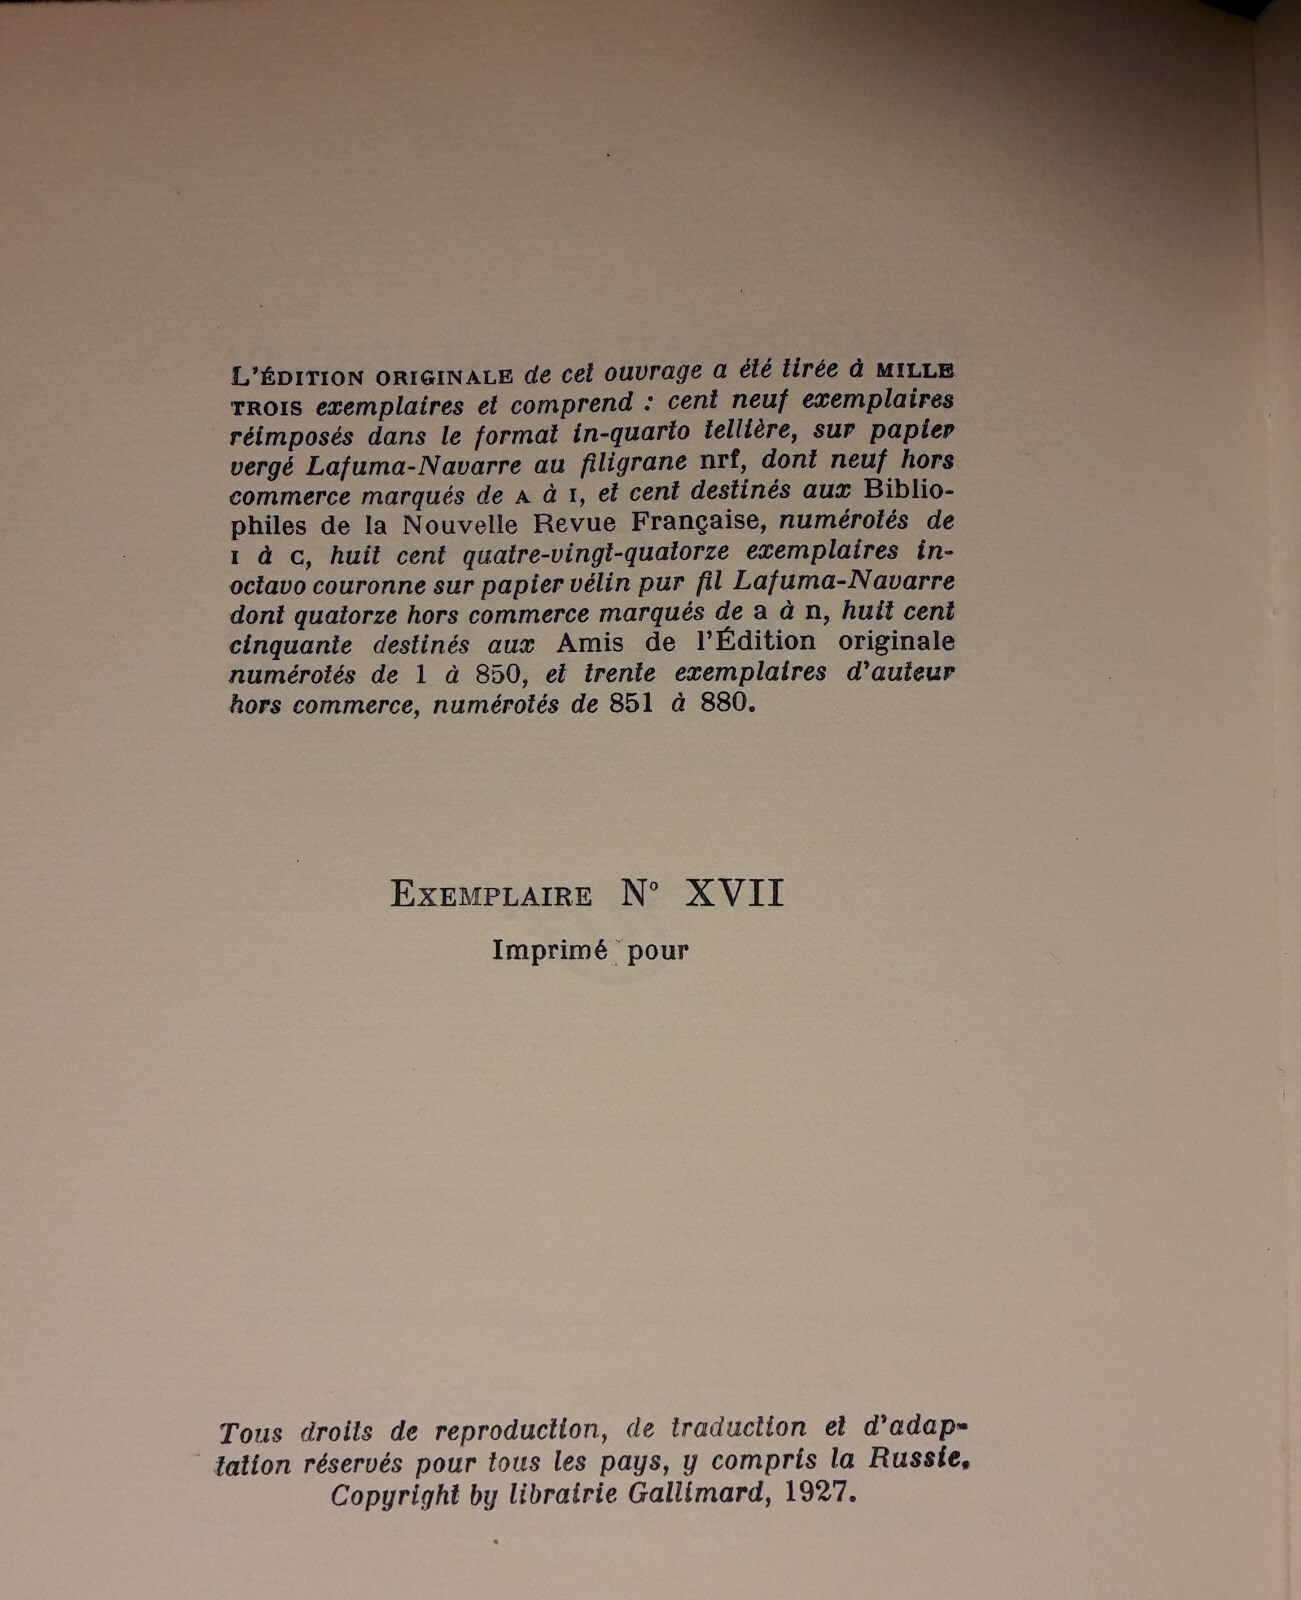 L'ÉDITION ORIGINALE de cet ouvrage a été tirée à MILLE
TROIS exemplaires et comprend : cent neuf exemplaires
réimposés dans le format in-quarto tellière, sur papier
vergé Lafuma-Navarre au filigrane nrf, dont neuf hors
commerce marqués de A à I, et cent destinés aux Biblio-
philes de la Nouvelle Revue Française, numérotés de
I à C, huit cent quatre-vingt-quatorze exemplaires in-
octavo couronne sur papier vélin pur fil Lafuma-Navarre
dont quatorze hors commerce marqués de a à n, huit cent
cinquante destinés aux Amis de l'Édition originale
numérotés de 1 à 850, et trente exemplaires d'auteur
hors commerce, numérotés de 851 à 880.
EXEMPLAIRE N° XVII
Imprimé pour
Tous droits de reproduction, de traduction et d'adap-
tation réservés pour tous les pays, y compris la Russie.
Copyright by librairie Gallimard, 1927.